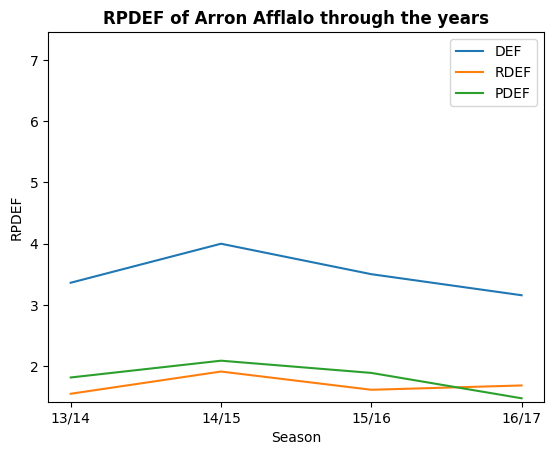 RPDEF of Arron Afflalo through the years
DEF
RDEF
PDEF
7
6
5
4
3
2
RPDEF
13/14 14/15 15/16 16/17
Season